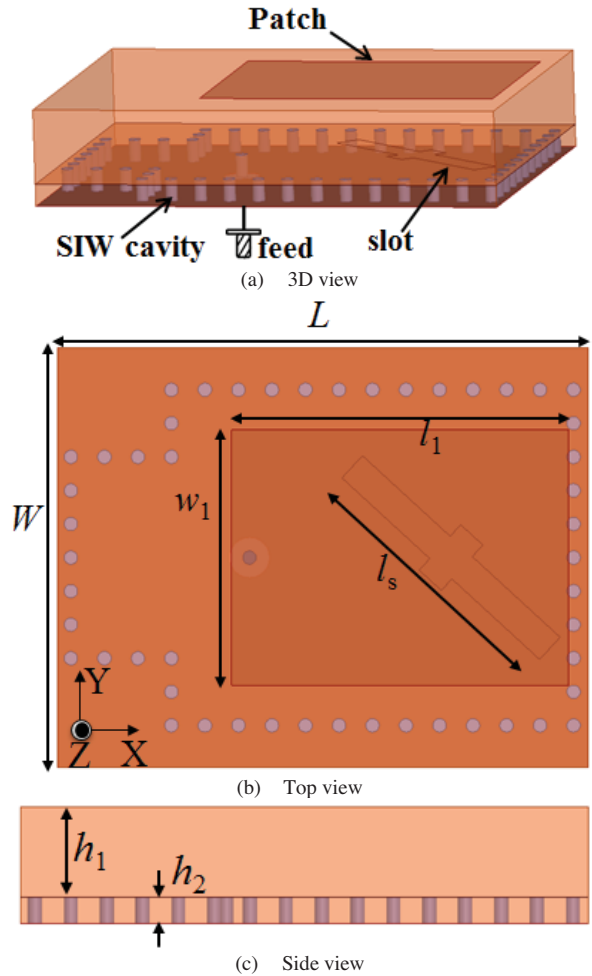 Patch
SIW cavity
feed
slot
(a) 3D view
L
l1
W
w1
ls
Y
Z
X
(b) Top view
h1
h2
(c) Side view